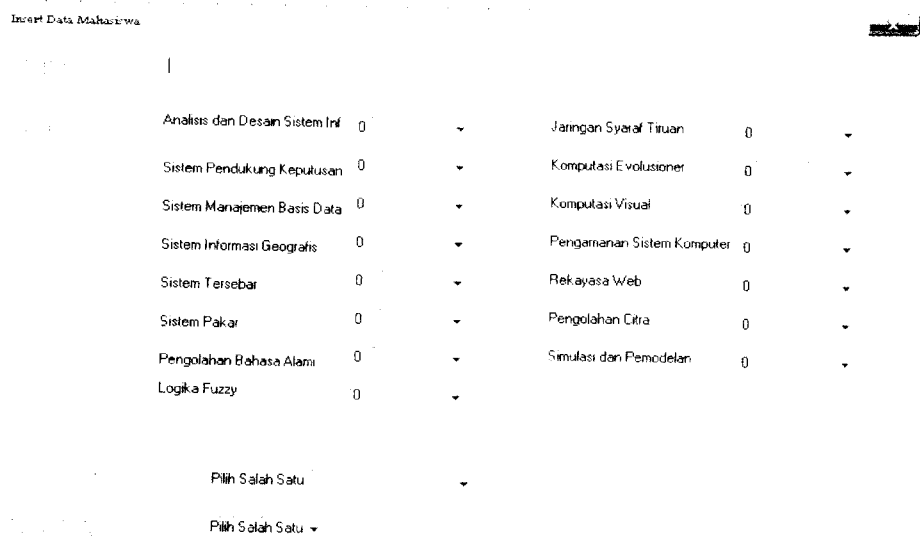 Insert Data Mahasiswa
Analisis dan Desain Sistem Inf 0
Sistem Pendukung Keputusan 0
Sistem Manajemen Basis Data 0
Sistem Informasi Geografis 0
Sistem Tersebar 0
Sistem Pakar 0
Pengolahan Bahasa Alami 0
Logika Fuzzy 0
Jaringan Syaraf Tiruan 0
Komputasi Evolusioner 0
Komputasi Visual 0
Pengamanan Sistem Komputer 0
Rekayasa Web 0
Pengolahan Citra 0
Simulasi dan Pemodelan 0
Pilih Salah Satu
Pilih Salah Satu